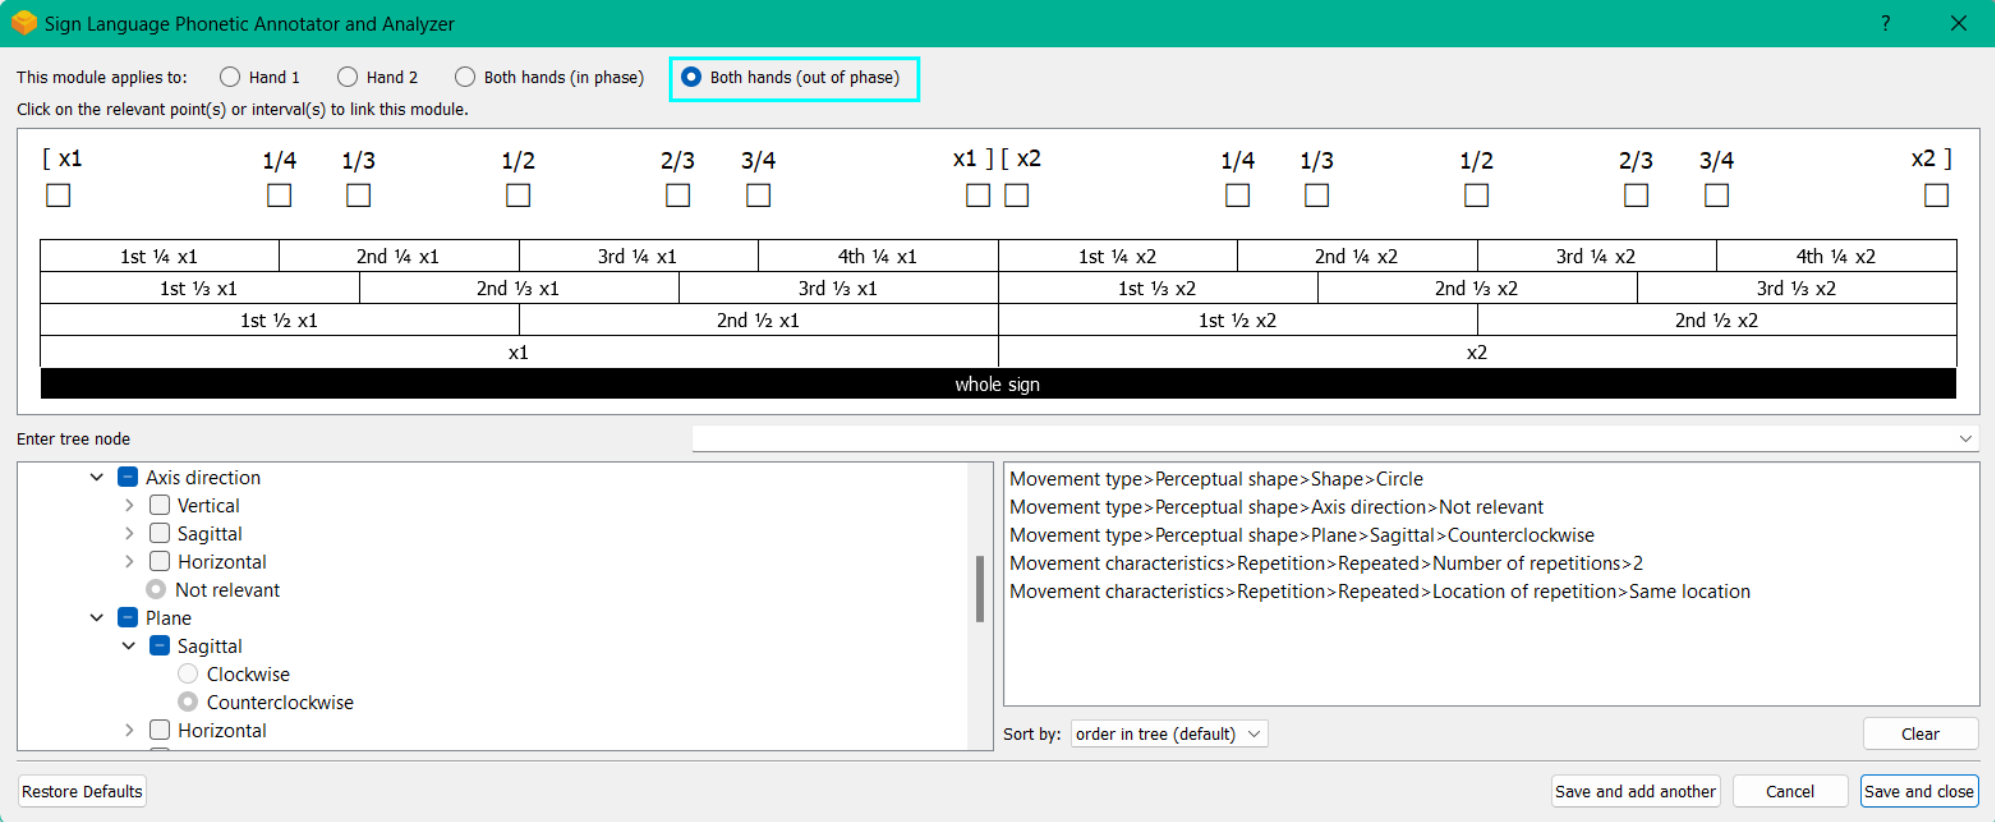 Sign Language Phonetic Annotator and Analyzer ?
This module applies to: Hand 1 Hand 2 Both hands (in phase) Both hands (out of phase)
Click on the relevant point(s) or interval(s) to link this module.
[ x1 1/4 1/3 1/2 2/3 3/4 x1 ] [ x2 1/4 1/3 1/2 2/3 3/4 x2 ]
1st ¼ x1 2nd ¼ x1 3rd ¼ x1 4th ¼ x1 1st ¼ x2 2nd ¼ x2 3rd ¼ x2 4th ¼ x2
1st ⅓ x1 2nd ⅓ x1 3rd ⅓ x1 1st ⅓ x2 2nd ⅓ x2 3rd ⅓ x2
1st ½ x1 2nd ½ x1 1st ½ x2 2nd ½ x2
x1 x2
whole sign
Enter tree node
Axis direction
Vertical
Sagittal
Horizontal
Not relevant
Plane
Sagittal
Clockwise
Counterclockwise
Horizontal
Movement type>Perceptual shape>Shape>Circle
Movement type>Perceptual shape>Axis direction>Not relevant
Movement type>Perceptual shape>Plane>Sagittal>Counterclockwise
Movement characteristics>Repetition>Repeated>Number of repetitions>2
Movement characteristics>Repetition>Repeated>Location of repetition>Same location
Sort by: order in tree (default) Clear
Restore Defaults Save and add another Cancel Save and close